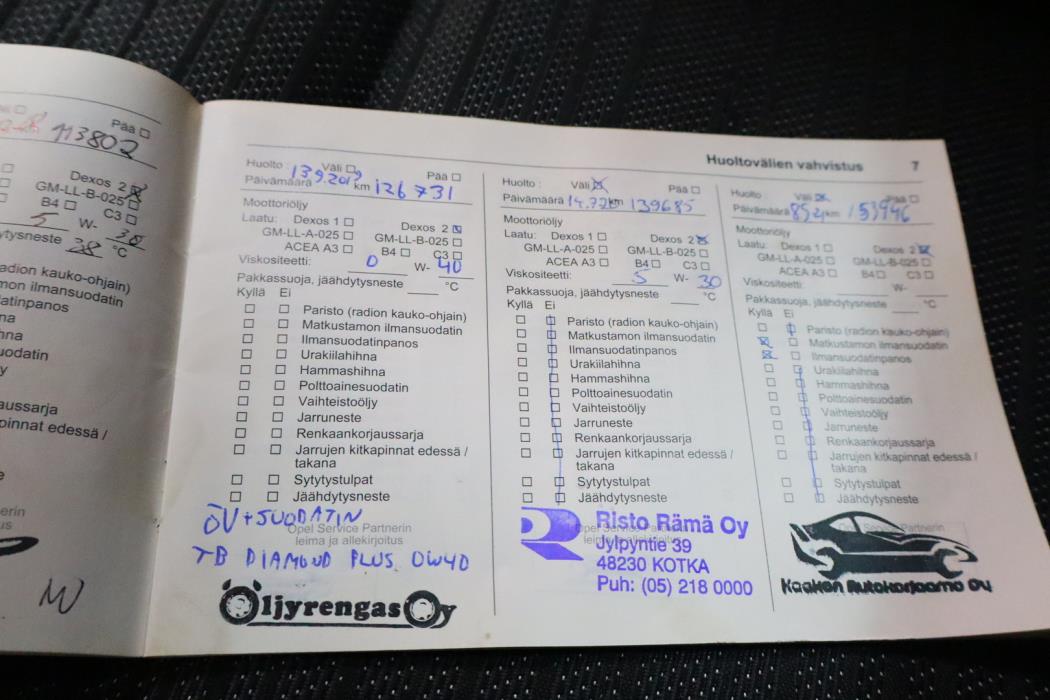 Pää ☐
113802
Dexos 2 ☒
GM-LL-B-025 ☐
B4 ☐ C3 ☐
5 W- 30
28 °C
Huoltovälien vahvistus 7
Huolto : Väli ☐ Pää ☐
Päivämäärä 13.9.2019 km 126 731
Moottoriöljy
Laatu: Dexos 1 ☐ Dexos 2 ☒
GM-LL-A-025 ☐ GM-LL-B-025 ☐
ACEA A3 ☐ B4 ☐ C3 ☐
Viskositeetti: 0 W- 40
Pakkassuoja, jäähdytysneste ____ °C
Kyllä Ei
☐ ☐ Paristo (radion kauko-ohjain)
☐ ☐ Matkustamon ilmansuodatin
☐ ☐ Ilmansuodatinpanos
☐ ☐ Urakiilahihna
☐ ☐ Hammashihna
☐ ☐ Polttoainesuodatin
☐ ☐ Vaihteistoöljy
☐ ☐ Jarruneste
☐ ☐ Renkaankorjaussarja
☐ ☐ Jarrujen kitkapinnat edessä /
takana
☐ ☐ Sytytystulpat
☐ ☐ Jäähdytysneste
ÖV+SUODATIN
Opel Service Partnerin
leima ja allekirjoitus
TB DIAMOND PLUS 0W40
Öljyrengas Oy
Huolto : Väli ☒ Pää ☐
Päivämäärä km 139685
Moottoriöljy
Laatu: Dexos 1 ☐ Dexos 2 ☒
GM-LL-A-025 ☐ GM-LL-B-025 ☐
ACEA A3 ☐ B4 ☐ C3 ☐
Viskositeetti: 5 W- 30
Pakkassuoja, jäähdytysneste ____ °C
Kyllä Ei
☐ ☐ Paristo (radion kauko-ohjain)
☐ ☐ Matkustamon ilmansuodatin
☐ ☐ Ilmansuodatinpanos
☐ ☐ Urakiilahihna
☐ ☐ Hammashihna
☐ ☐ Polttoainesuodatin
☐ ☐ Vaihteistoöljy
☐ ☐ Jarruneste
☐ ☐ Renkaankorjaussarja
☐ ☐ Jarrujen kitkapinnat edessä /
takana
☐ ☐ Sytytystulpat
☐ ☐ Jäähdytysneste
Risto Rämä Oy
Jylpyntie 39
48230 KOTKA
Puh: (05) 218 0000
Huolto : Väli ☒ Pää ☐
Päivämäärä km 153946
Moottoriöljy
Laatu: Dexos 1 ☐ Dexos 2 ☒
GM-LL-A-025 ☐ GM-LL-B-025 ☐
ACEA A3 ☐ B4 ☐ C3 ☐
Viskositeetti: ____ W- ____
Pakkassuoja, jäähdytysneste ____ °C
Kyllä Ei
☐ ☐ Paristo (radion kauko-ohjain)
☒ ☐ Matkustamon ilmansuodatin
☒ ☐ Ilmansuodatinpanos
☐ ☐ Urakiilahihna
☐ ☐ Hammashihna
☐ ☐ Polttoainesuodatin
☐ ☐ Vaihteistoöljy
☐ ☐ Jarruneste
☐ ☐ Renkaankorjaussarja
☐ ☐ Jarrujen kitkapinnat edessä /
takana
☐ ☐ Sytytystulpat
☐ ☐ Jäähdytysneste
Kaakon Autokorjaamo Oy